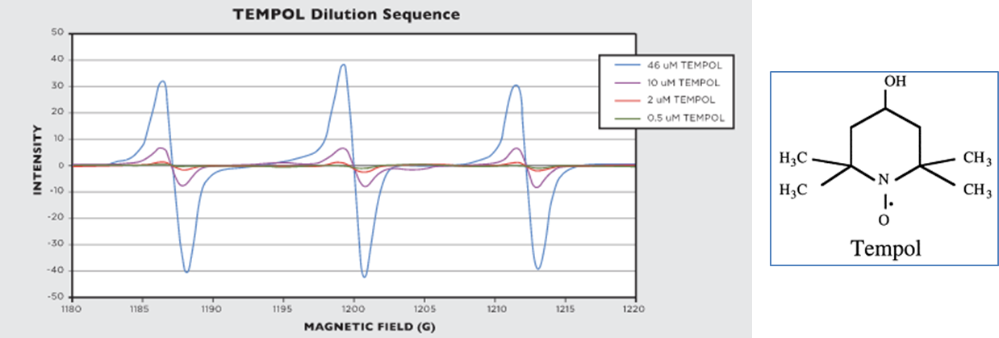 TEMPOL Dilution Sequence
INTENSITY
50
40
30
20
10
0
-10
-20
-30
-40
-50
1180 1185 1190 1195 1200 1205 1210 1215 1220
MAGNETIC FIELD (G)
46 uM TEMPOL
10 uM TEMPOL
2 uM TEMPOL
0.5 uM TEMPOL
OH
H₃C CH₃
N
H₃C CH₃
O
Tempol